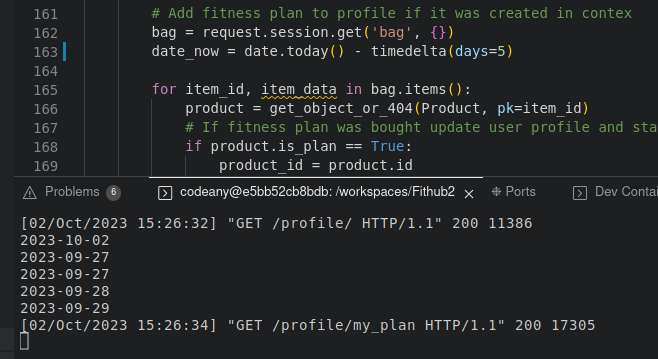 161 # Add fitness plan to profile if it was created in contex
162 bag = request.session.get('bag', {})
163 date_now = date.today() - timedelta(days=5)
164
165 for item_id, item_data in bag.items():
166 product = get_object_or_404(Product, pk=item_id)
167 # If fitness plan was bought update user profile and sta
168 if product.is_plan == True:
169 product_id = product.id
Problems 6 codeany@e5bb52cb8bdb: /workspaces/Fithub2 Ports Dev Contai
[02/Oct/2023 15:26:32] "GET /profile/ HTTP/1.1" 200 11386
2023-10-02
2023-09-27
2023-09-27
2023-09-28
2023-09-29
[02/Oct/2023 15:26:34] "GET /profile/my_plan HTTP/1.1" 200 17305